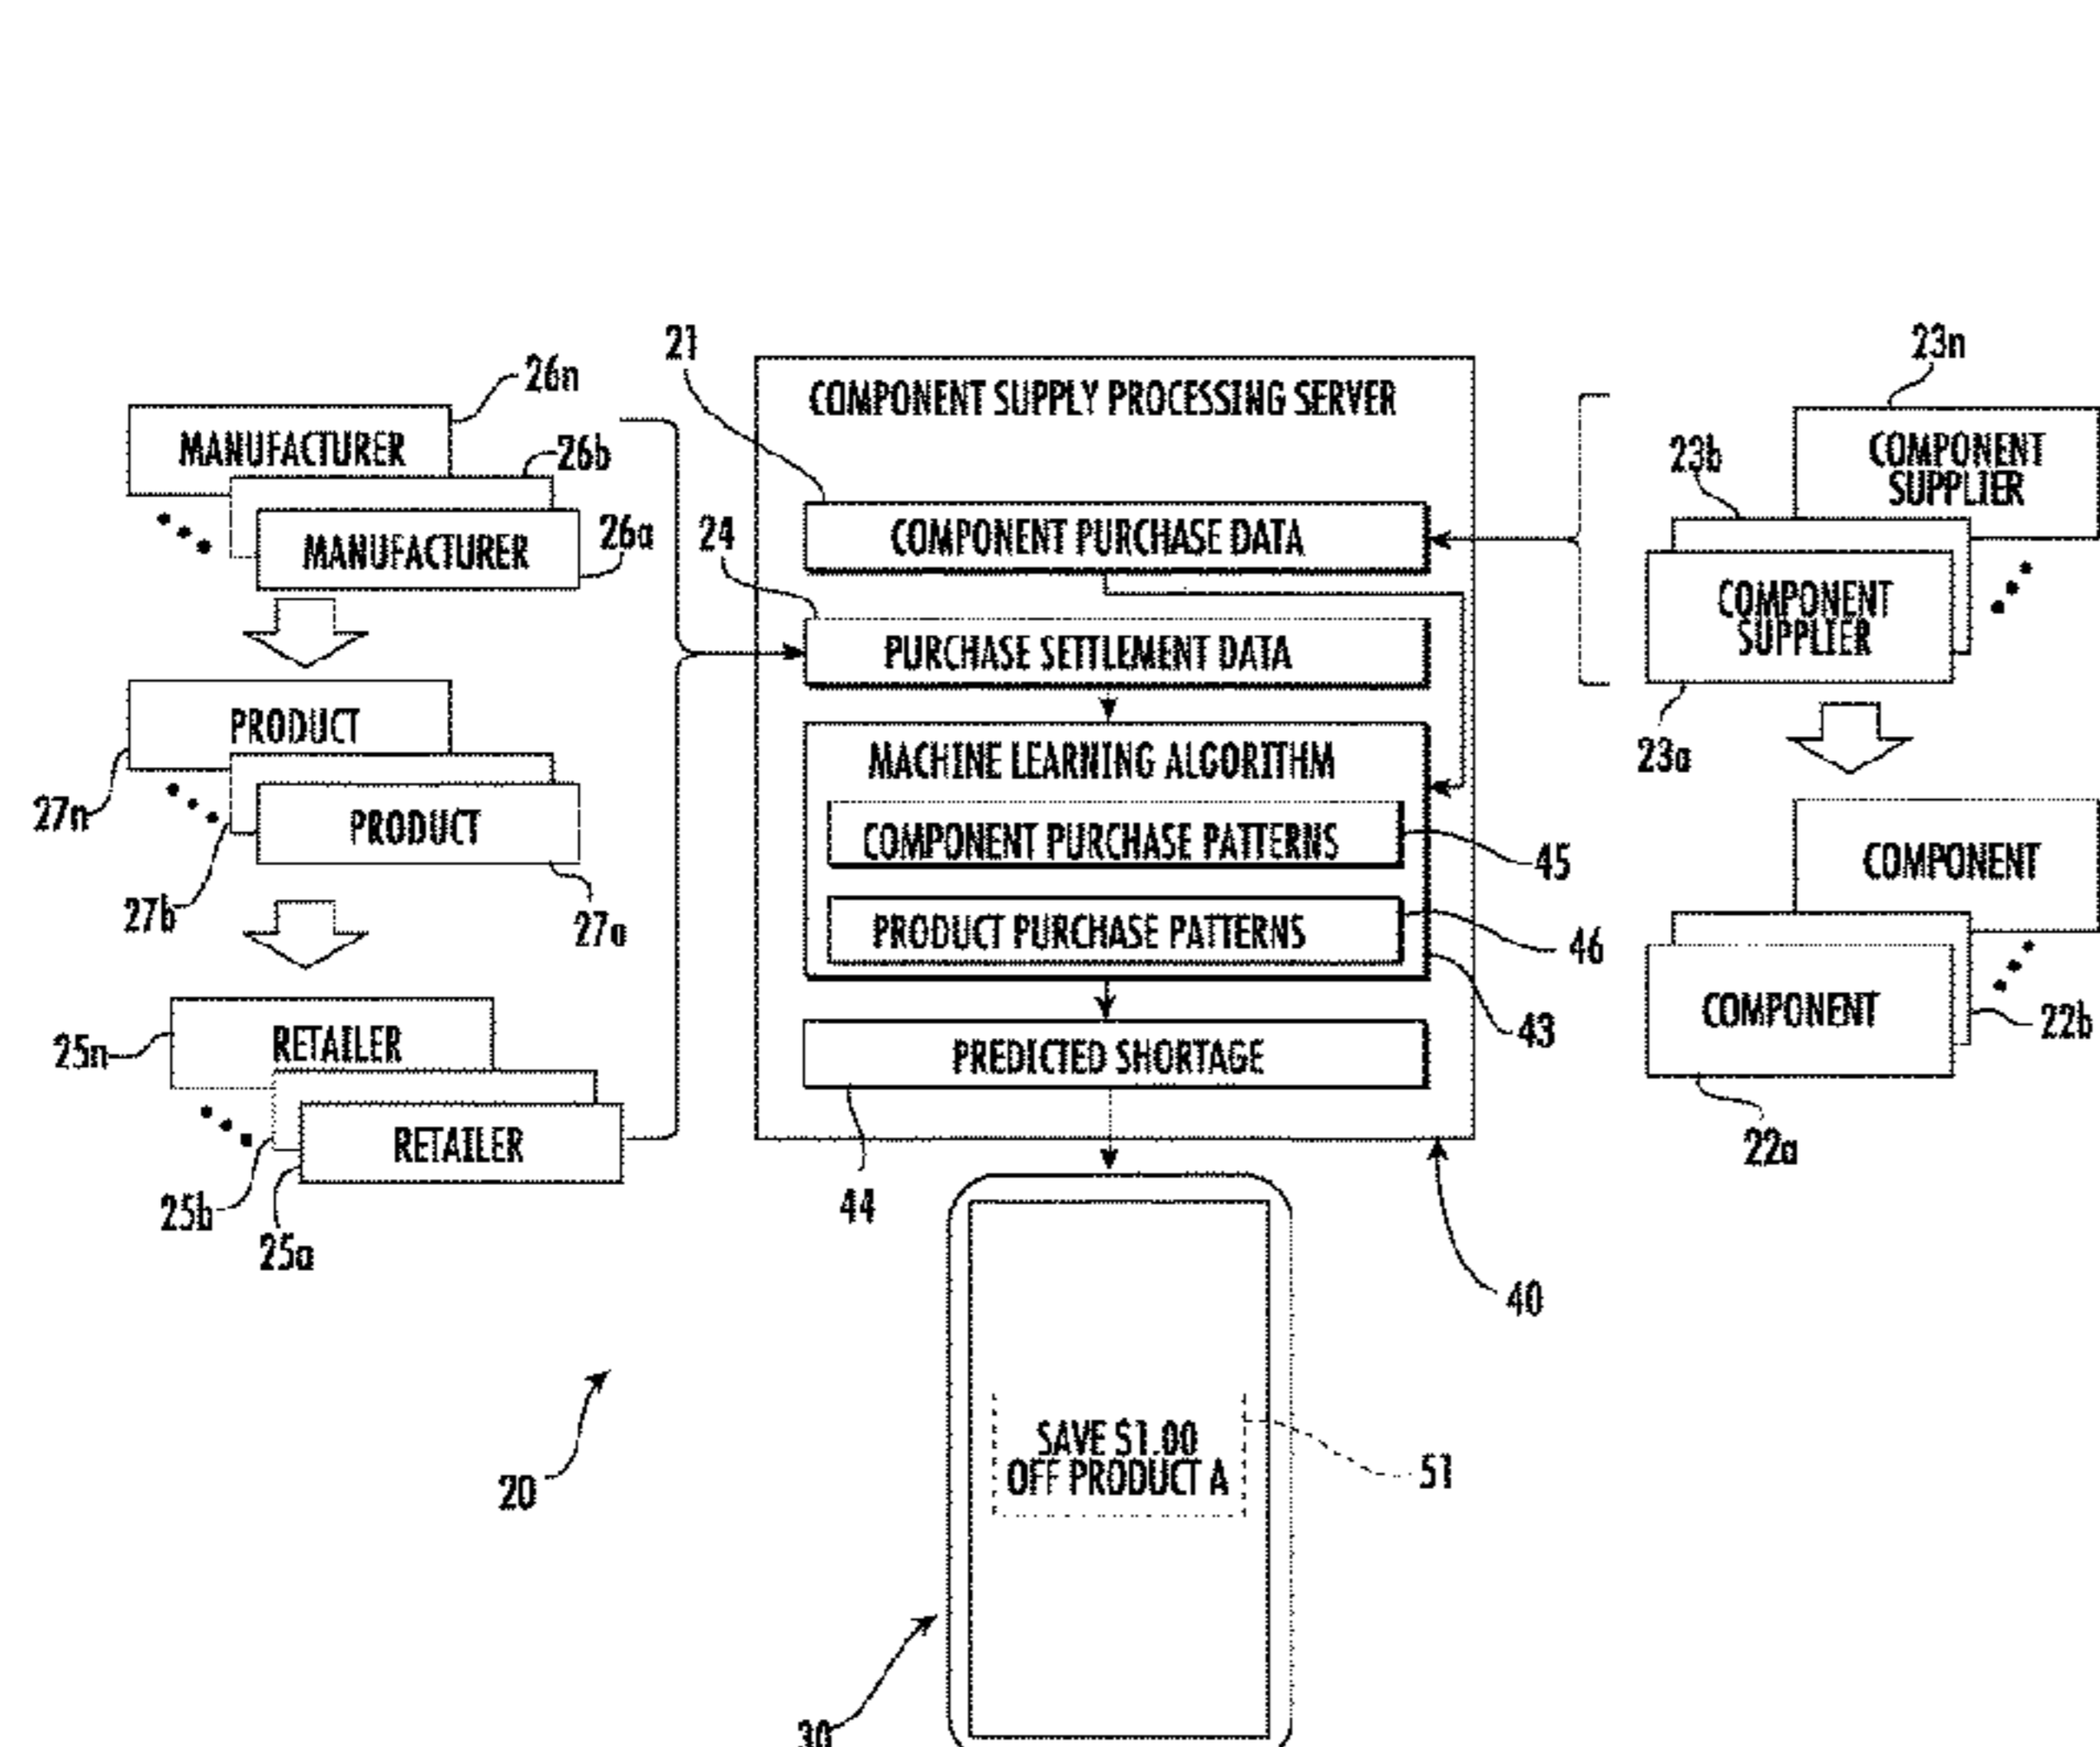 26n
MANUFACTURER
26b
MANUFACTURER
26a
PRODUCT
27n
PRODUCT
27b
27a
25n
RETAILER
RETAILER
25b
25a
21
COMPONENT SUPPLY PROCESSING SERVER
COMPONENT PURCHASE DATA
24
PURCHASE SETTLEMENT DATA
MACHINE LEARNING ALGORITHM
COMPONENT PURCHASE PATTERNS
45
PRODUCT PURCHASE PATTERNS
46
43
PREDICTED SHORTAGE
44
40
23n
COMPONENT
SUPPLIER
23b
COMPONENT
SUPPLIER
23a
COMPONENT
COMPONENT
22b
22a
SAVE $1.00
OFF PRODUCT A
51
20
30